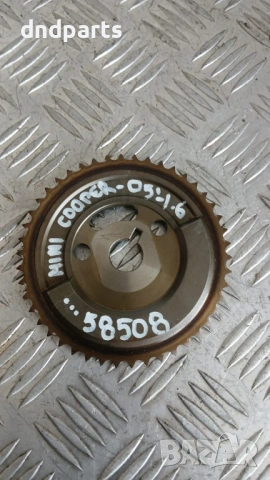 dndparts
MINI COOPER-05·1.6
...58508
BAZAR